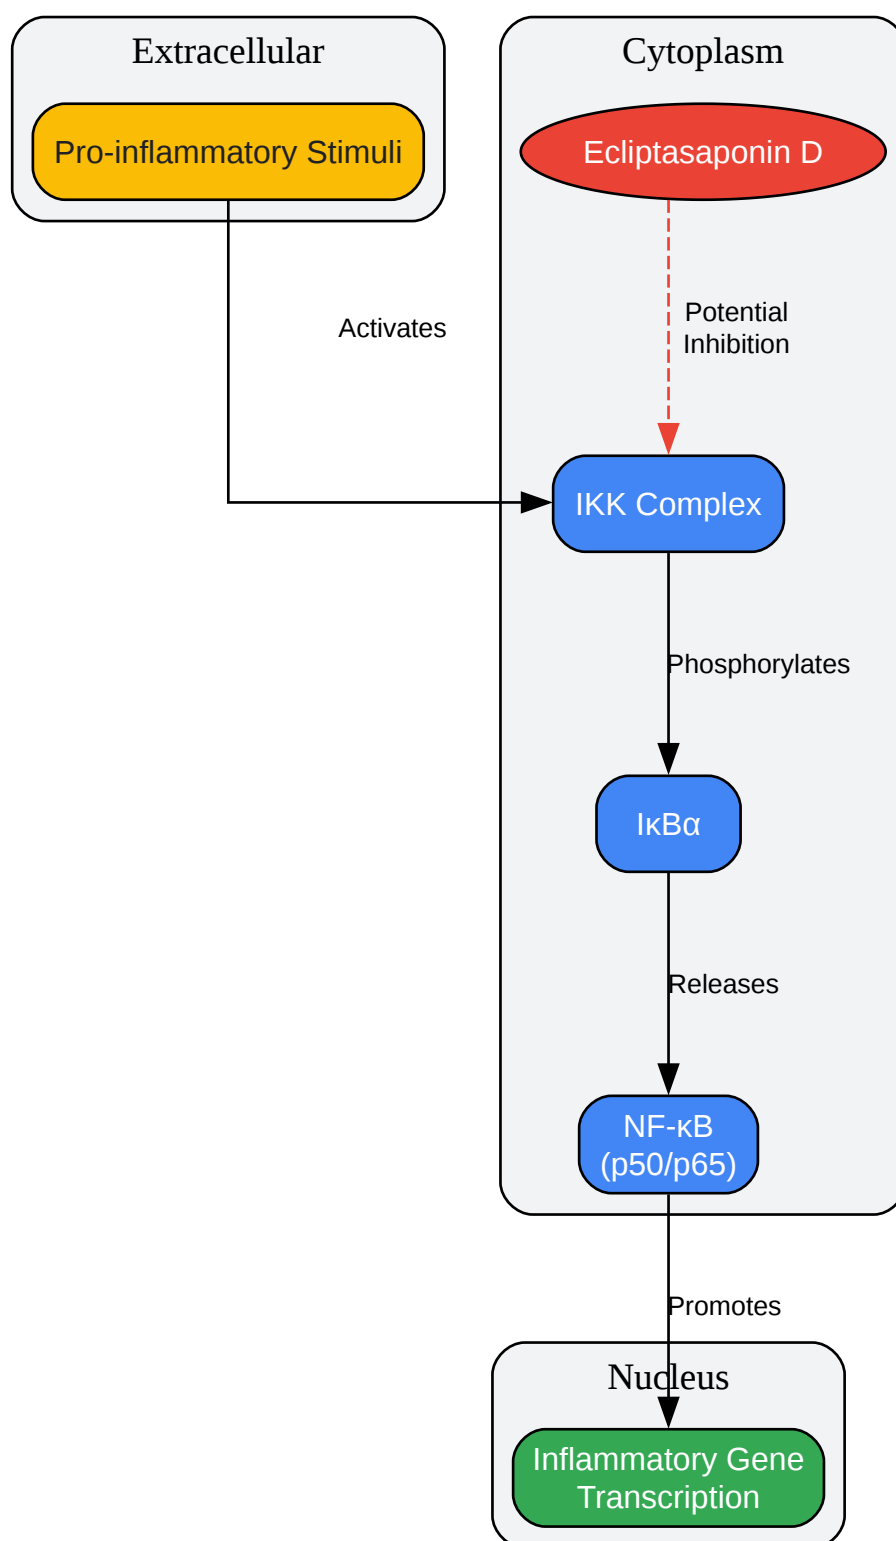 Extracellular
Pro-inflammatory Stimuli
Activates
Cytoplasm
Ecliptasaponin D
Potential
Inhibition
IKK Complex
Phosphorylates
IκBα
Releases
NF-κB
(p50/p65)
Promotes
Nucleus
Inflammatory Gene
Transcription